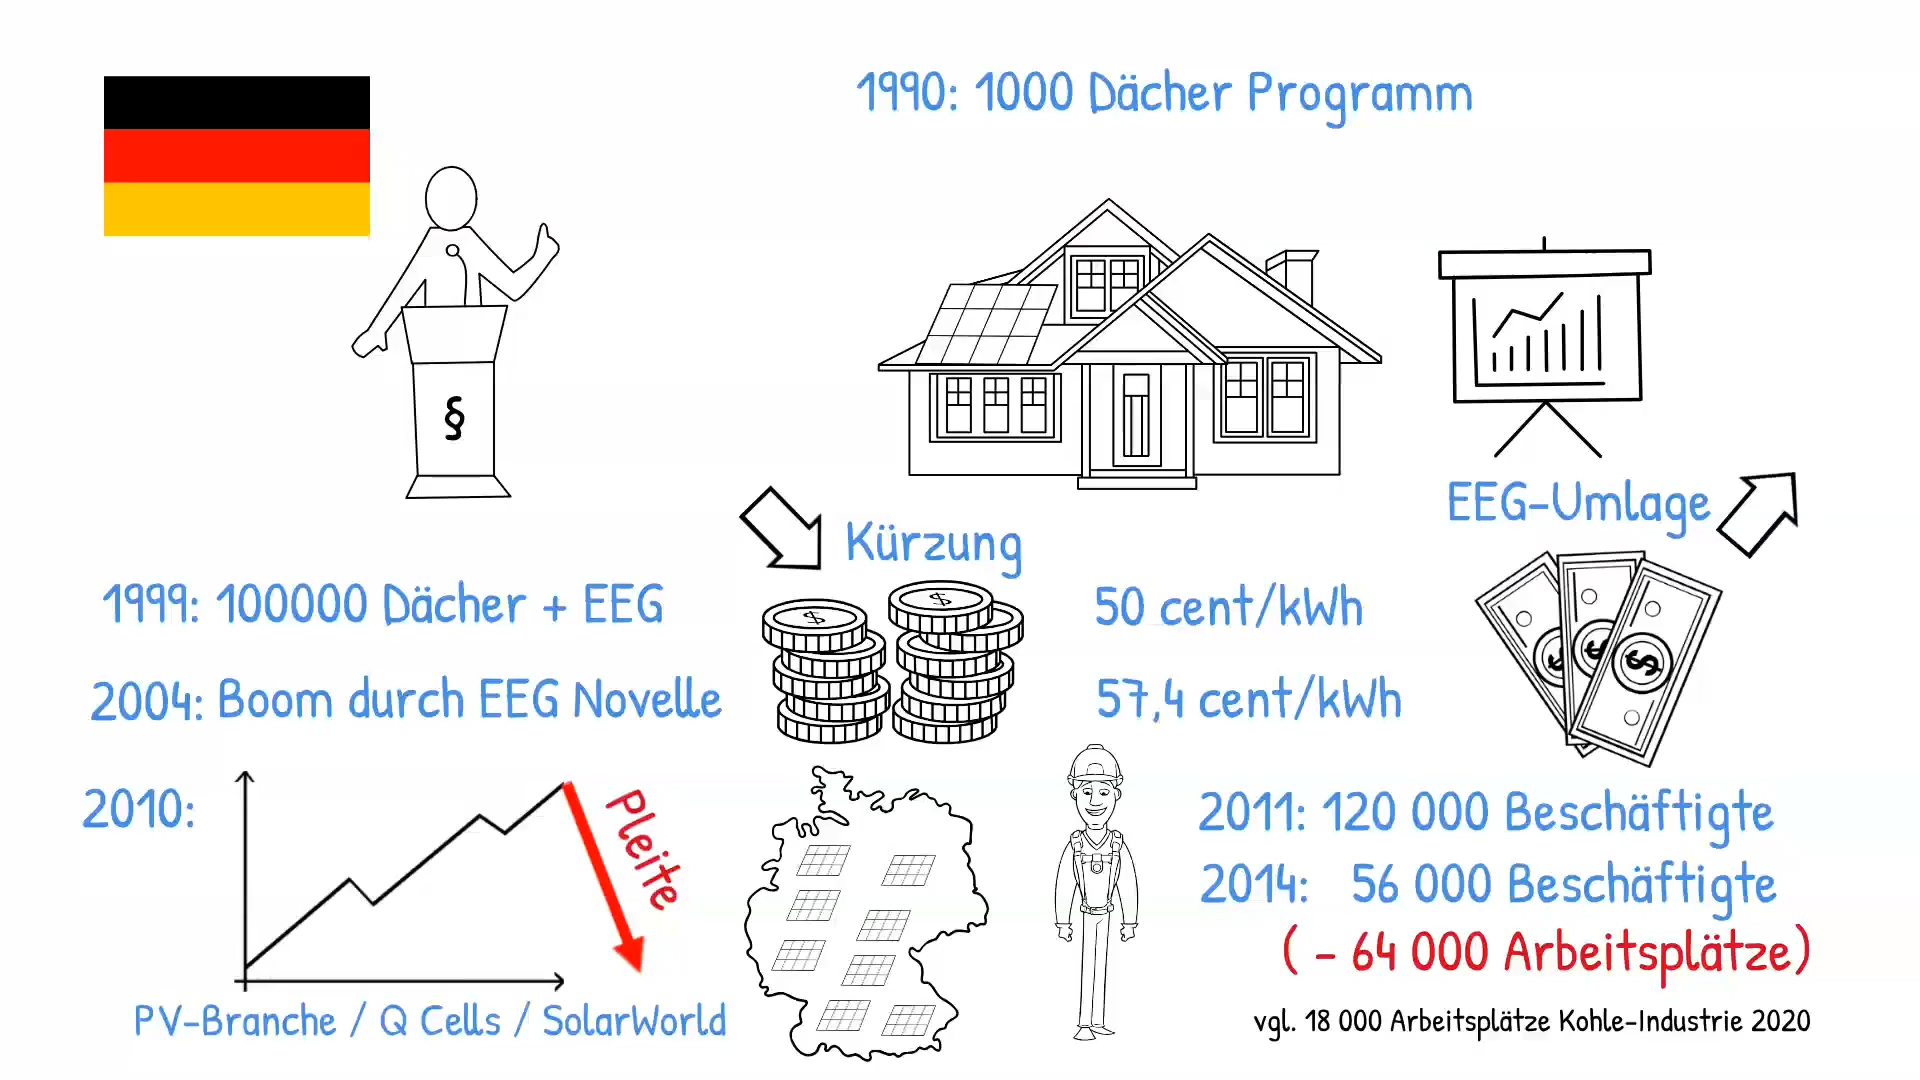 1990: 1000 Dächer Programm
§
EEG-Umlage
Kürzung
1999: 100000 Dächer + EEG
$ $
50 cent/kWh
2004: Boom durch EEG Novelle
57,4 cent/kWh
$ $ $
2010:
Pleite
2011: 120 000 Beschäftigte
2014: 56 000 Beschäftigte
( - 64 000 Arbeitsplätze)
PV-Branche / Q Cells / SolarWorld
vgl. 18 000 Arbeitsplätze Kohle-Industrie 2020